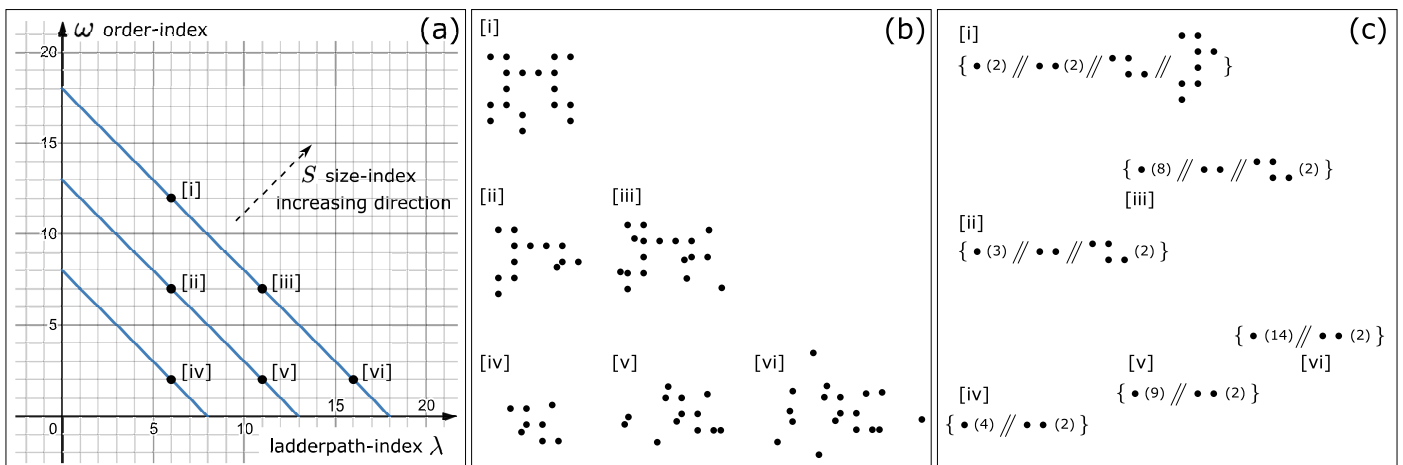 ω order-index
(a)
20
15
10
5
0
5
10
15
20
S size-index
increasing direction
[i]
[ii]
[iii]
[iv]
[v]
[vi]
ladderpath-index λ
(b)
[i]
[ii]
[iii]
[iv]
[v]
[vi]
(c)
[i]
{ • (2) // • • (2) // // }
{ • (8) // • • // (2) }
[iii]
[ii]
{ • (3) // • • // (2) }
{ • (14) // • • (2) }
[v]
[vi]
{ • (9) // • • (2) }
[iv]
{ • (4) // • • (2) }